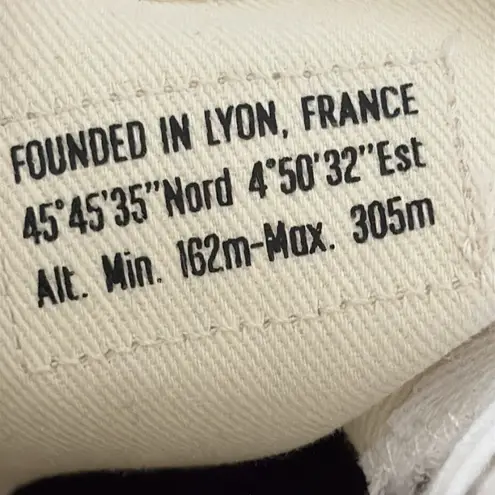 FOUNDED IN LYON, FRANCE
45°45'35"Nord 4°50'32"Est
Alt. Min. 162m-Max. 305m